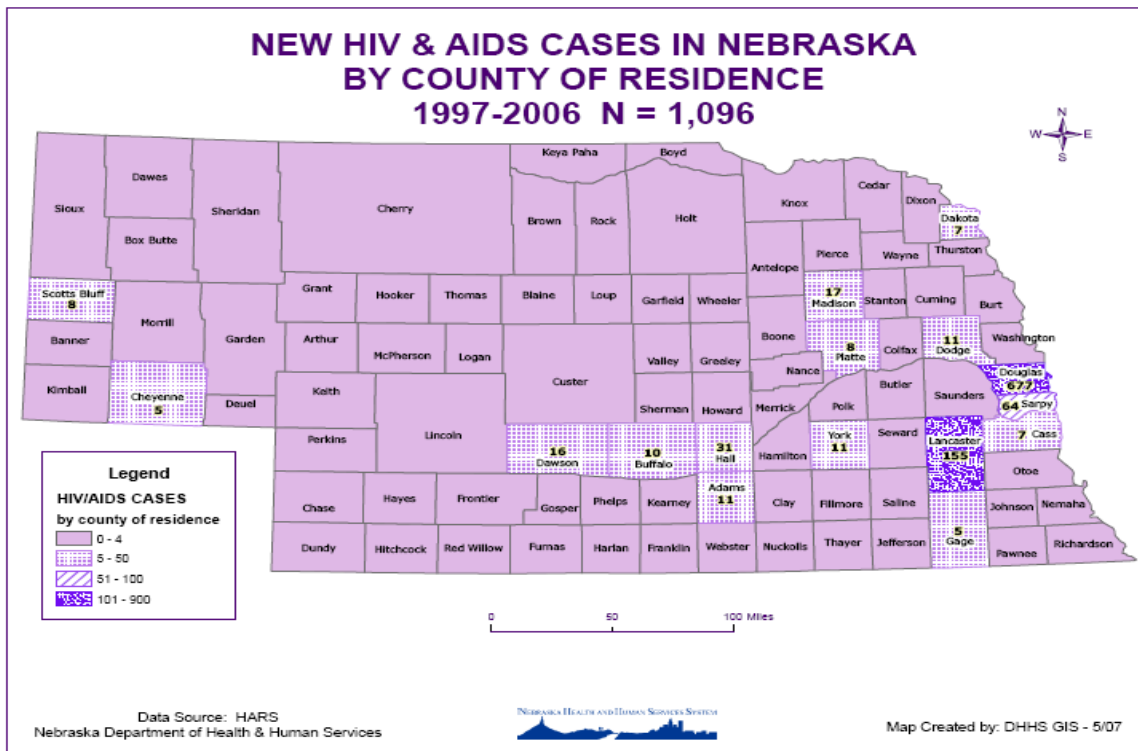 NEW HIV & AIDS CASES IN NEBRASKA
BY COUNTY OF RESIDENCE
1997-2006 N = 1,096
N
W E
S
Keya Paha
Boyd
Dawes
Sioux
Sheridan
Cherry
Brown
Rock
Holt
Knox
Cedar
Dixon
Dakota
7
Box Butte
Antelope
Pierce
Wayne
Thurston
Scotts Bluff
8
Morrill
Garden
Grant
Hooker
Thomas
Blaine
Loup
Garfield
Wheeler
17
Madison
Stanton
Cuming
Burt
Banner
Arthur
McPherson
Logan
Valley
Greeley
Boone
8
Platte
Colfax
11
Dodge
Washington
Nance
Kimball
Cheyenne
5
Deuel
Keith
Custer
Sherman
Howard
Merrick
Polk
Butler
Saunders
Douglas
677
64 Sarpy
Perkins
Lincoln
16
Dawson
10
Buffalo
31
Hall
Hamilton
York
11
Seward
Lancaster
155
7 Cass
Otoe
Chase
Hayes
Frontier
Gosper
Phelps
Kearney
Adams
11
Clay
Fillmore
Saline
Johnson
Nemaha
Dundy
Hitchcock
Red Willow
Furnas
Harlan
Franklin
Webster
Nuckolls
Thayer
Jefferson
5
Gage
Pawnee
Richardson
Legend
HIV/AIDS CASES
by county of residence
0 - 4
5 - 50
51 - 100
101 - 900
0 50 100 Miles
Data Source: HARS
Nebraska Department of Health & Human Services
NEBRASKA HEALTH AND HUMAN SERVICES SYSTEM
Map Created by: DHHS GIS - 5/07